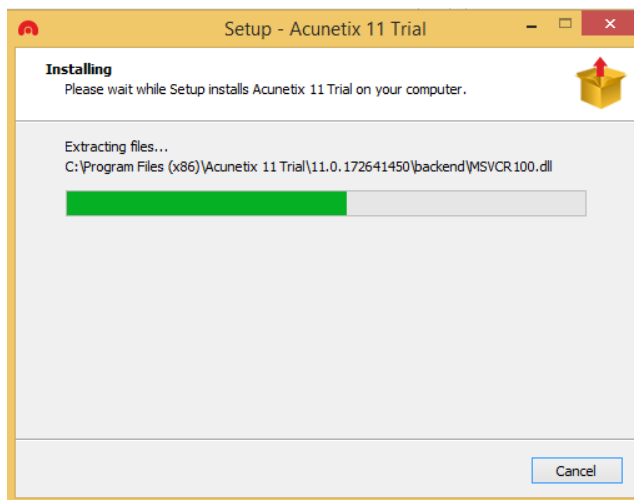 Setup - Acunetix 11 Trial
Installing
Please wait while Setup installs Acunetix 11 Trial on your computer.
Extracting files...
C:\Program Files (x86)\Acunetix 11 Trial\11.0.172641450\backend\MSVCR100.dll
Cancel